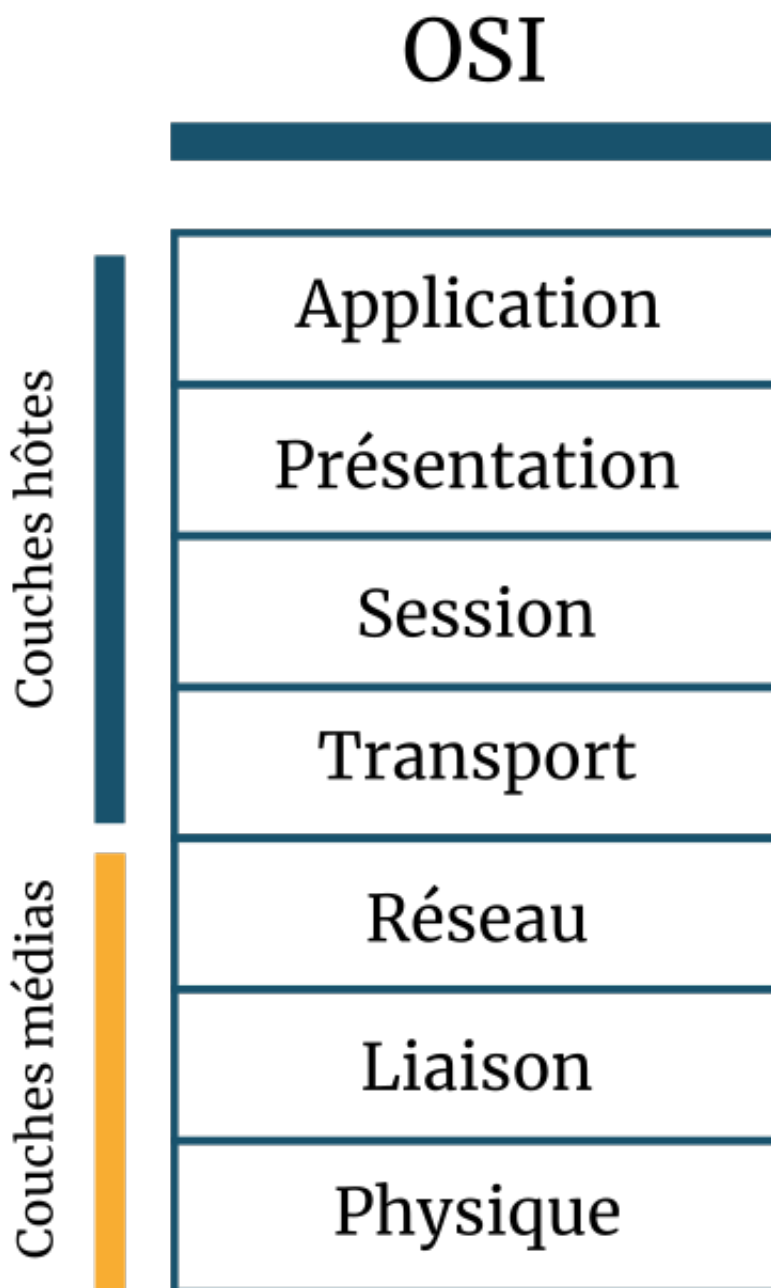 OSI
Couches hôtes
Application
Présentation
Session
Transport
Couches médias
Réseau
Liaison
Physique